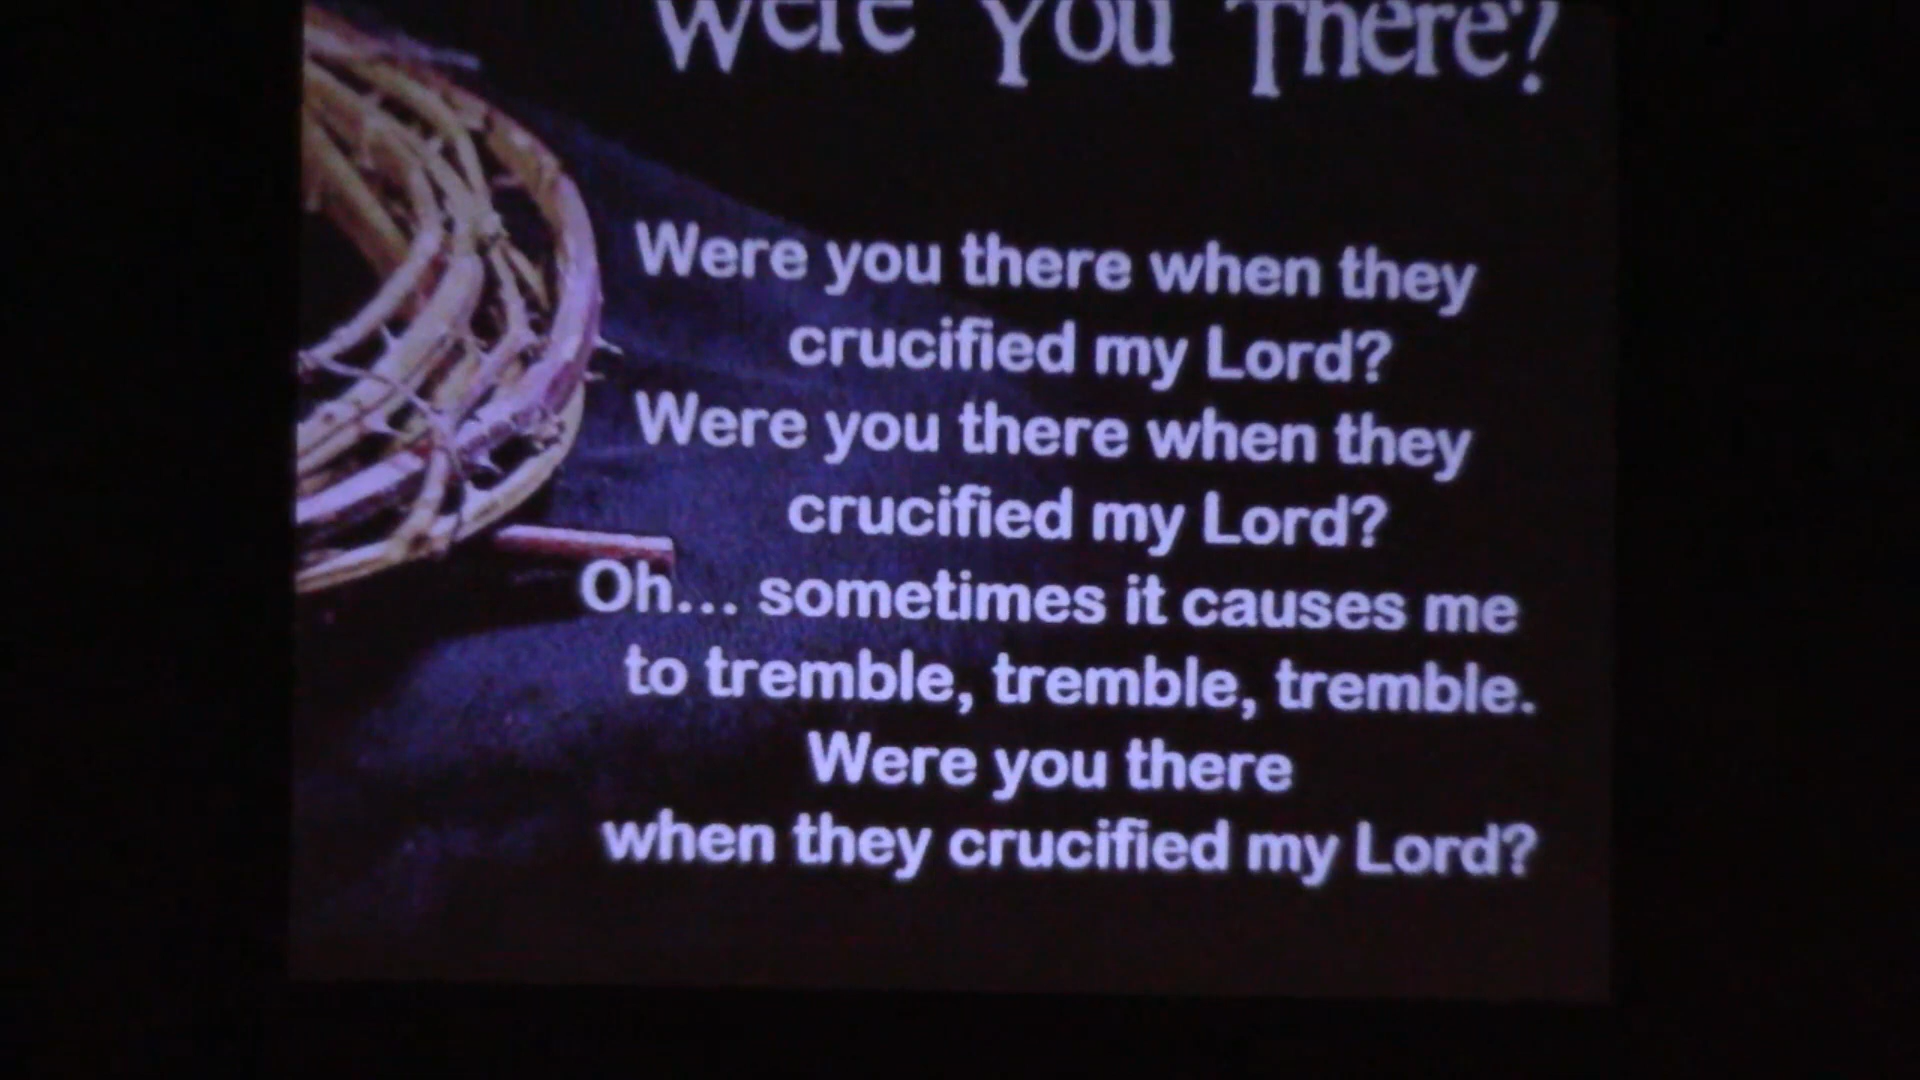 Were You There?
Were you there when they
crucified my Lord?
Were you there when they
crucified my Lord?
Oh... sometimes it causes me
to tremble, tremble, tremble.
Were you there
when they crucified my Lord?